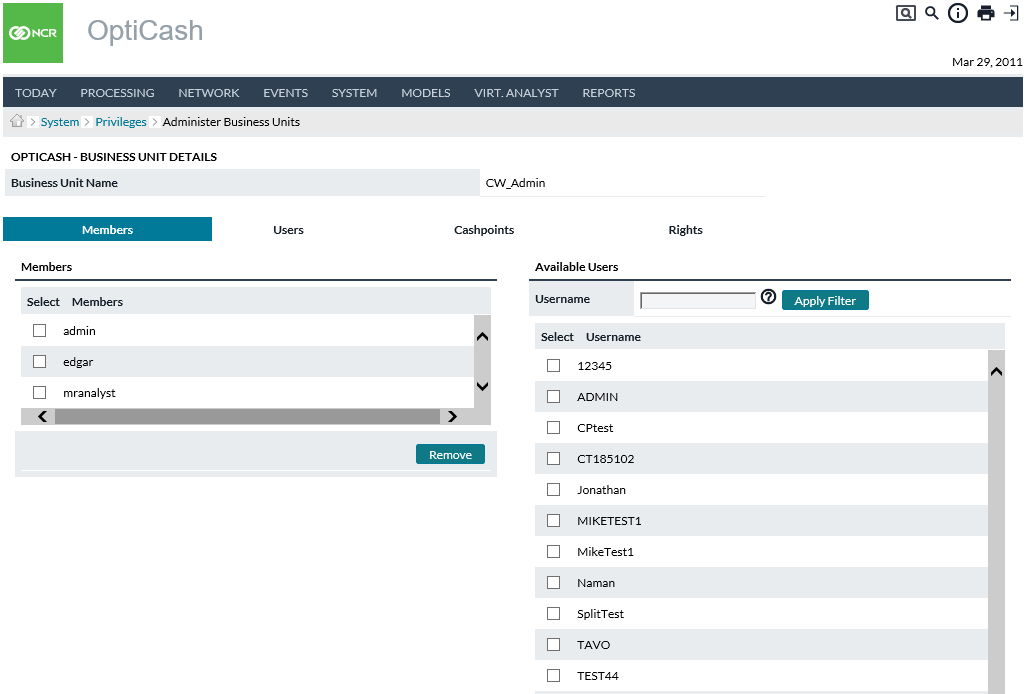 NCR OptiCash
Mar 29, 2011
TODAY PROCESSING NETWORK EVENTS SYSTEM MODELS VIRT. ANALYST REPORTS
> System > Privileges > Administer Business Units
OPTICASH - BUSINESS UNIT DETAILS
Business Unit Name CW_Admin
Members Users Cashpoints Rights
Members
Select Members
admin
edgar
mranalyst
Remove
Available Users
Username ? Apply Filter
Select Username
12345
ADMIN
CPtest
CT185102
Jonathan
MIKETEST1
MikeTest1
Naman
SplitTest
TAVO
TEST44